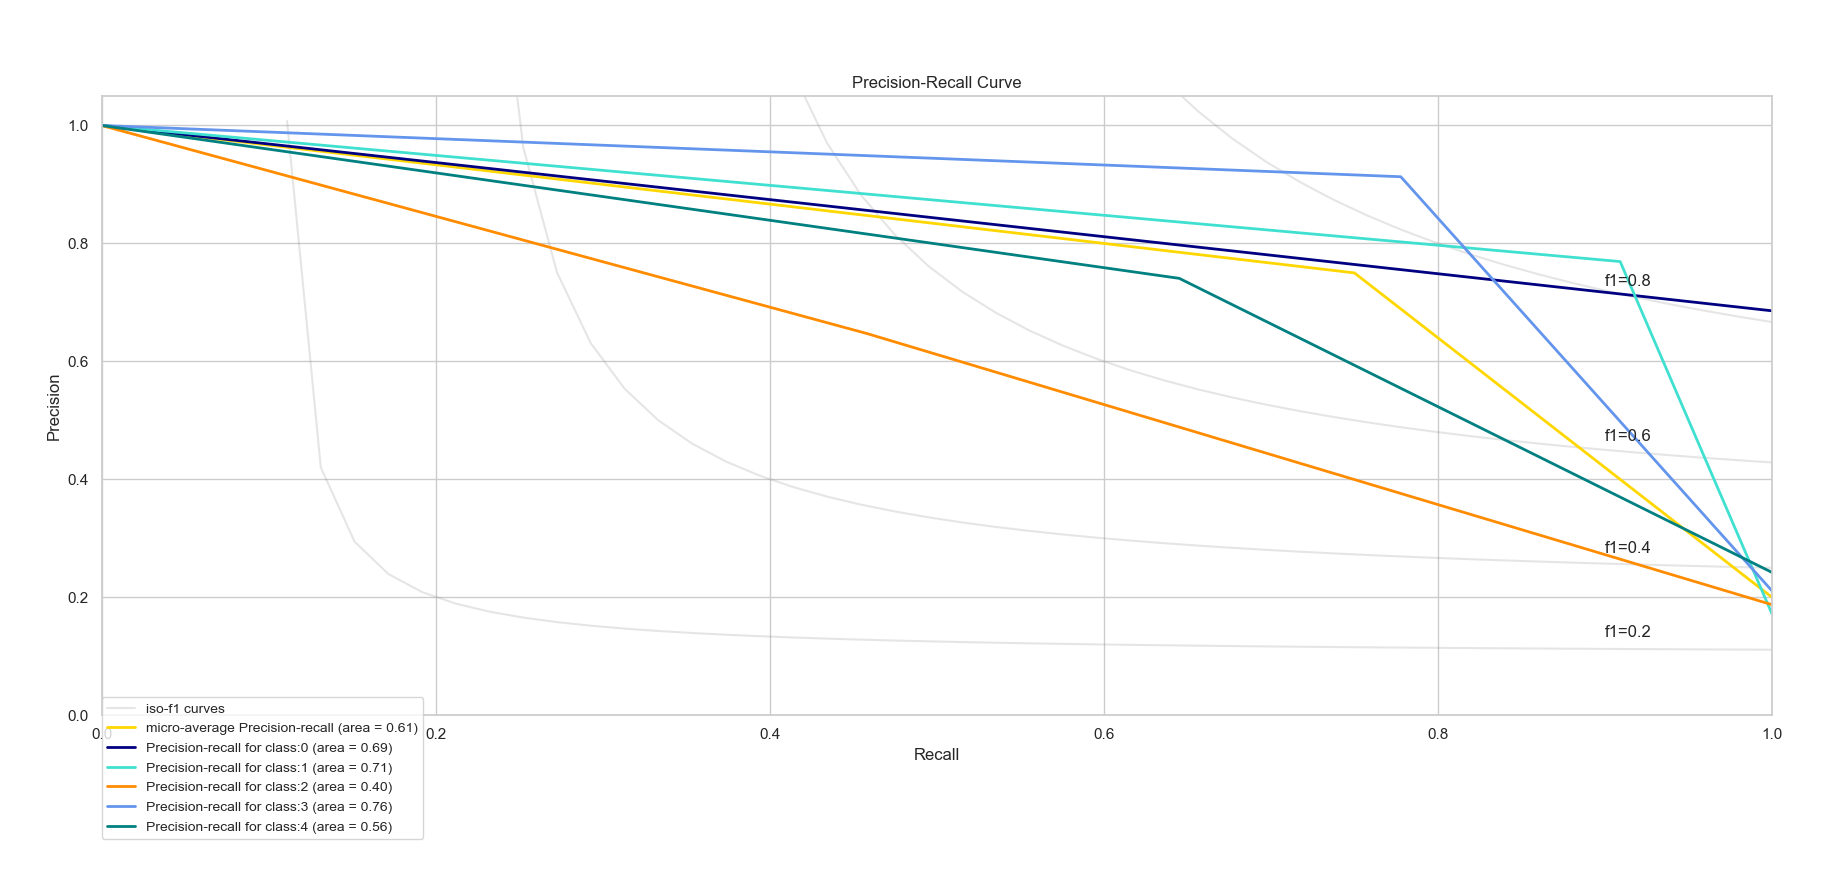 Precision-Recall Curve
1.0
0.8
0.6
0.4
0.2
0.0
Precision
f1=0.8
f1=0.6
f1=0.4
f1=0.2
0.0 0.2 0.4 0.6 0.8 1.0
Recall
iso-f1 curves
micro-average Precision-recall (area = 0.61)
Precision-recall for class:0 (area = 0.69)
Precision-recall for class:1 (area = 0.71)
Precision-recall for class:2 (area = 0.40)
Precision-recall for class:3 (area = 0.76)
Precision-recall for class:4 (area = 0.56)